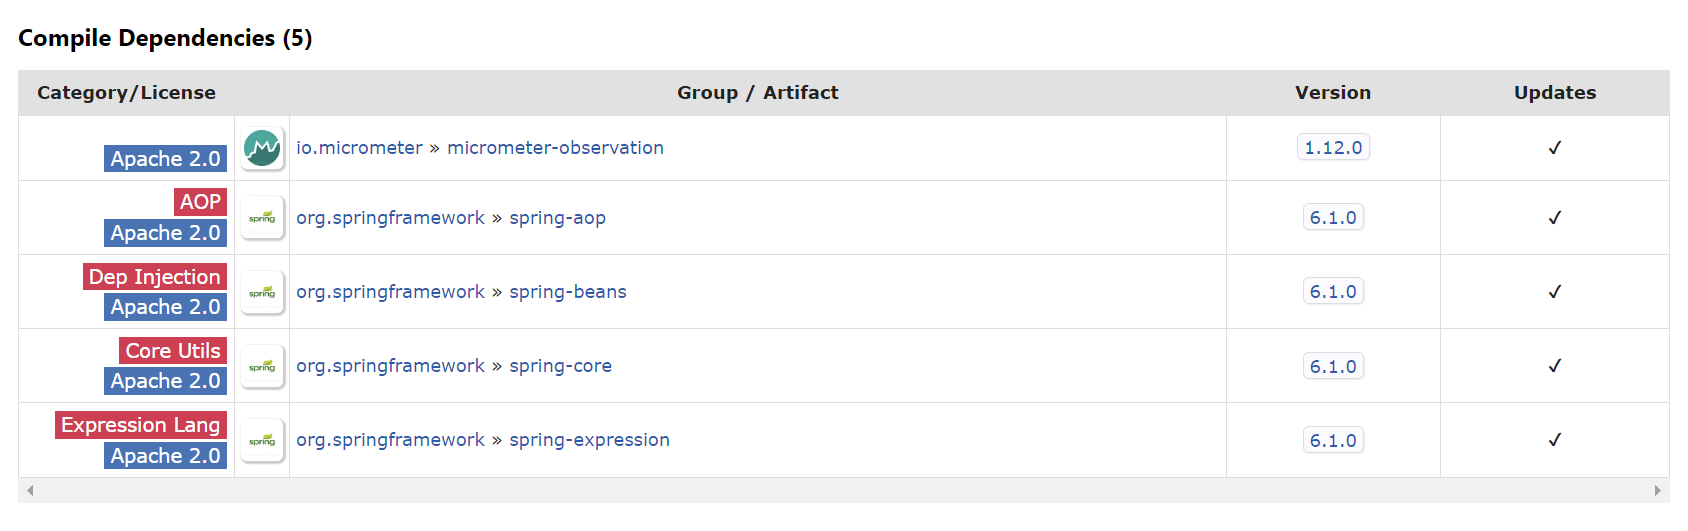 Compile Dependencies (5)
Category/License Group / Artifact Version Updates
Apache 2.0 io.micrometer » micrometer-observation 1.12.0 ✓
AOP
Apache 2.0 spring org.springframework » spring-aop 6.1.0 ✓
Dep Injection
Apache 2.0 spring org.springframework » spring-beans 6.1.0 ✓
Core Utils
Apache 2.0 spring org.springframework » spring-core 6.1.0 ✓
Expression Lang
Apache 2.0 spring org.springframework » spring-expression 6.1.0 ✓